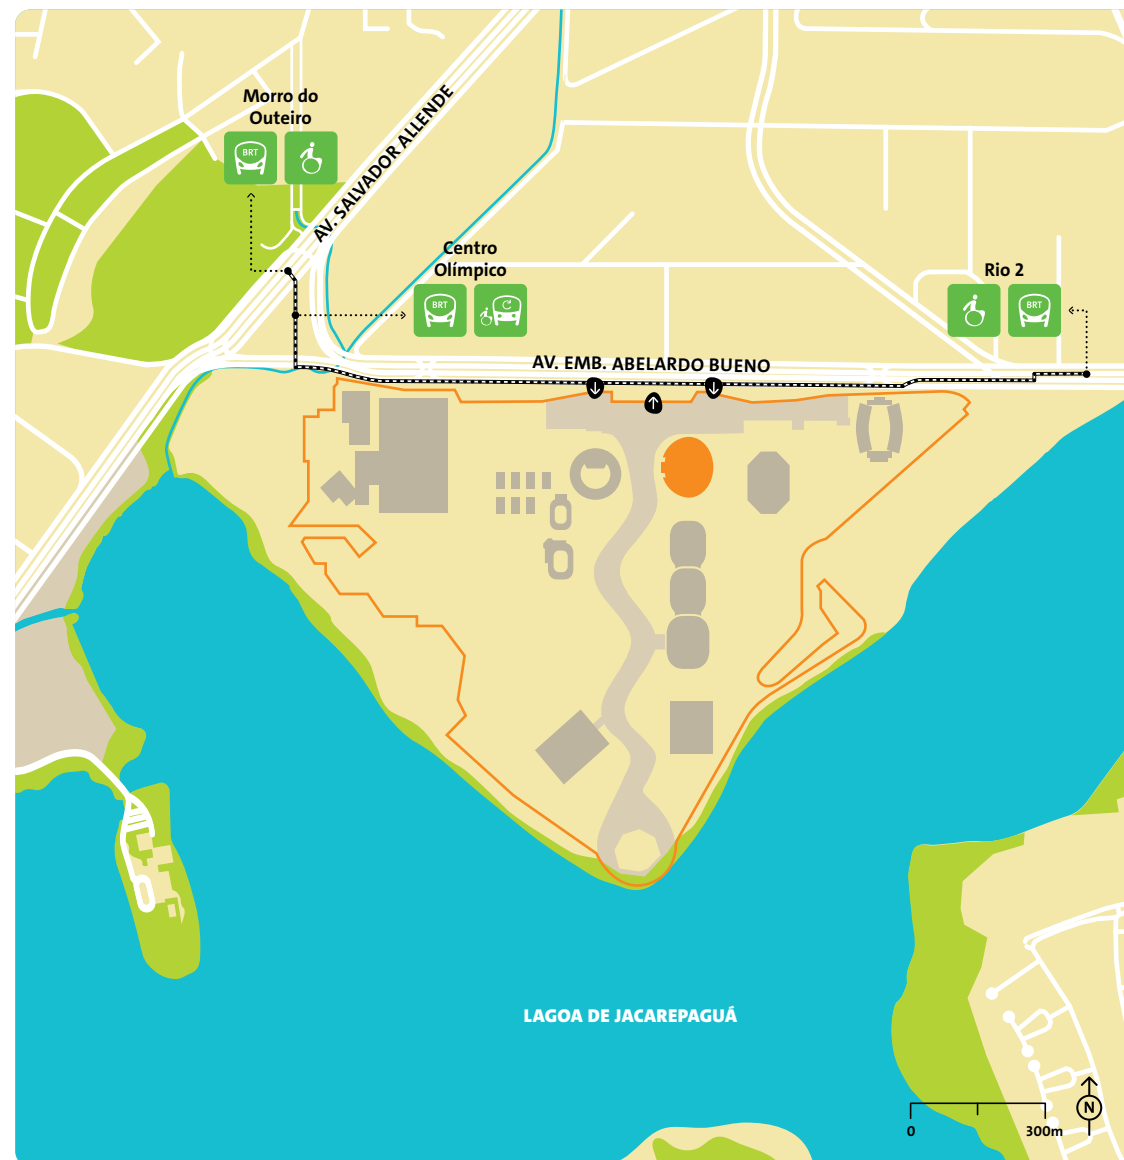 Morro do
Outeiro
BRT
AV. SALVADOR ALLENDE
Centro
Olímpico
BRT
Rio 2
BRT
AV. EMB. ABELARDO BUENO
LAGOA DE JACAREPAGUÁ
N
0
300m